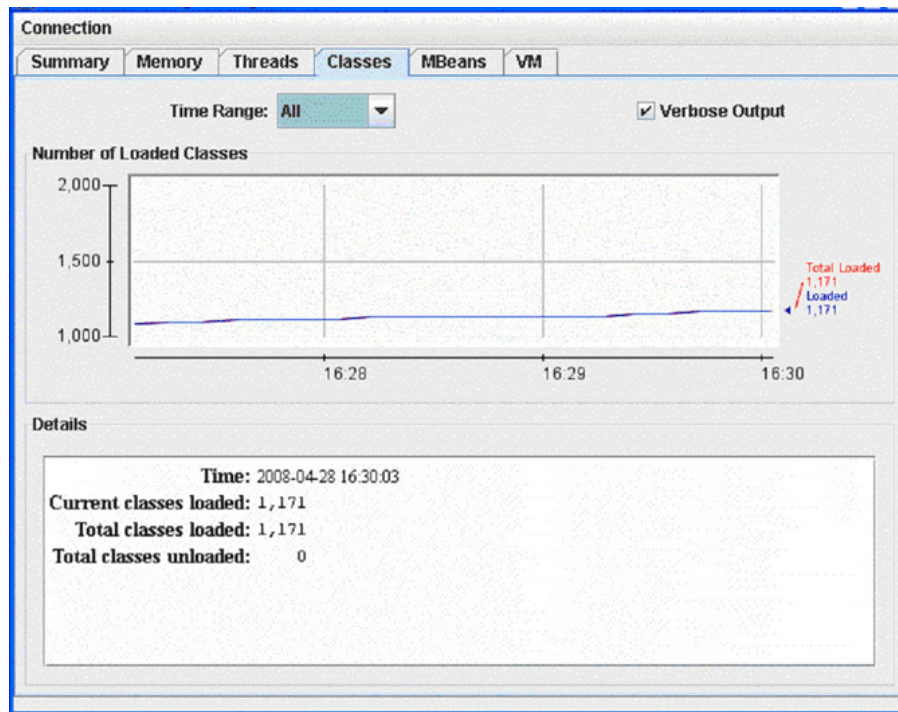 Connection
Summary Memory Threads Classes MBeans VM
Time Range: All Verbose Output
Number of Loaded Classes
2,000
1,500
1,000
Total Loaded
1,171
Loaded
1,171
16:28 16:29 16:30
Details
Time: 2008-04-28 16:30:03
Current classes loaded: 1,171
Total classes loaded: 1,171
Total classes unloaded: 0